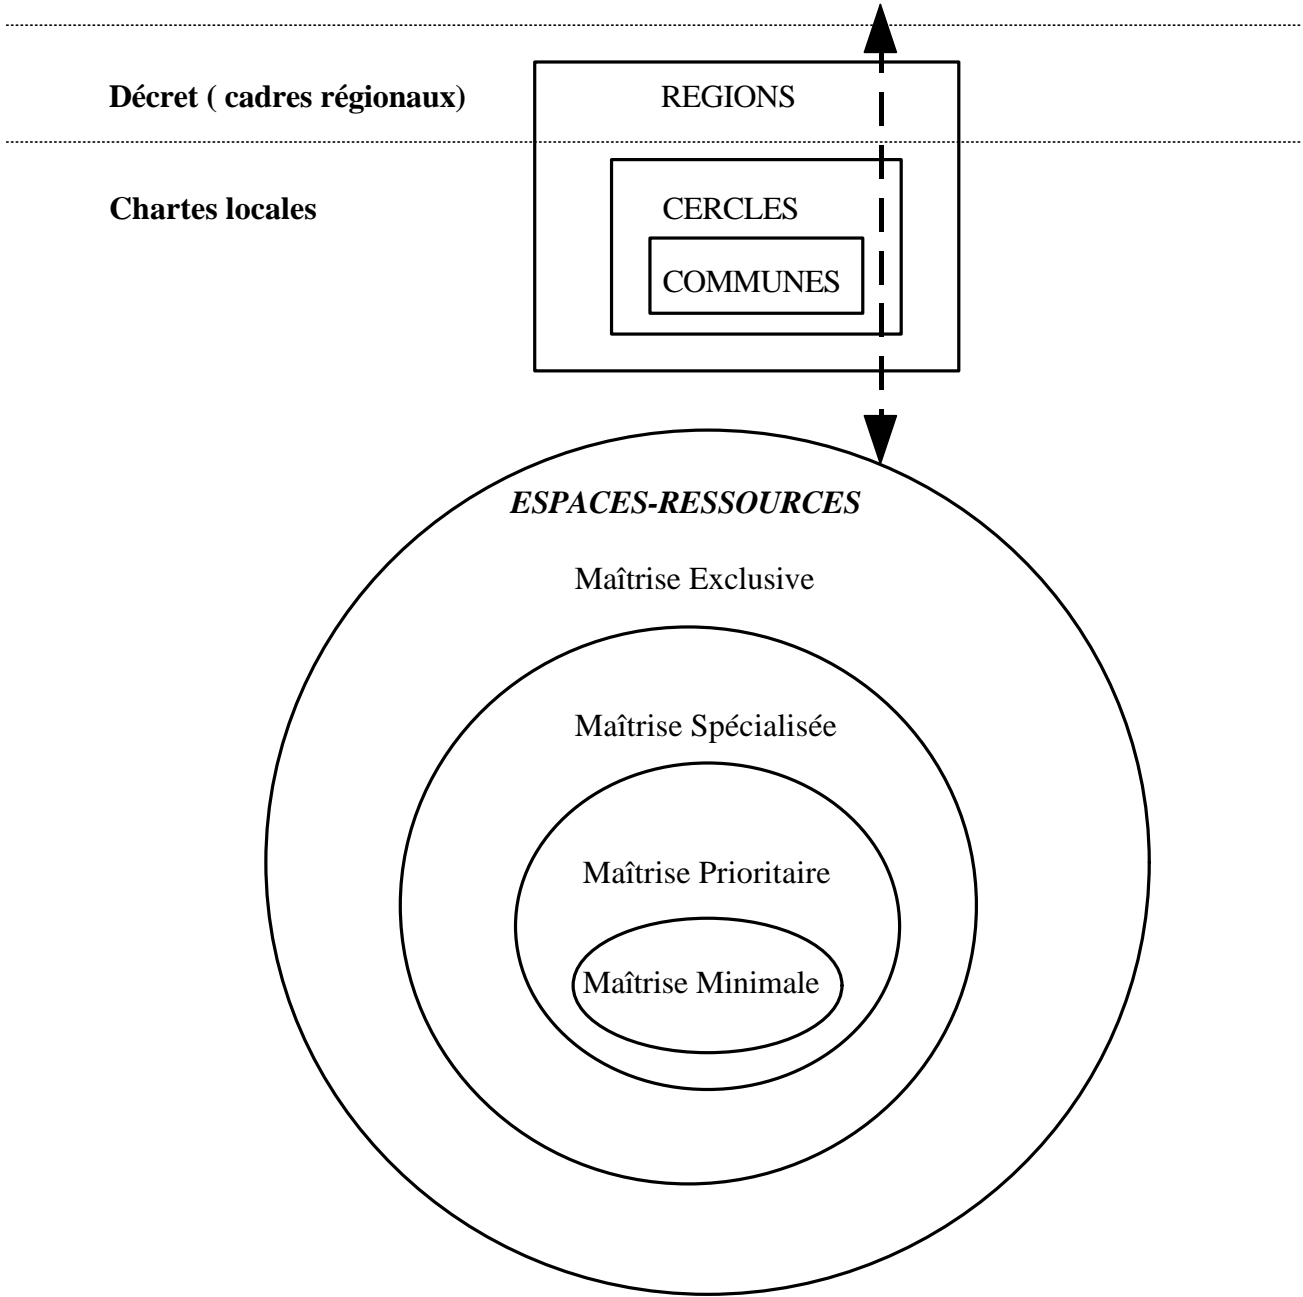 Décret ( cadres régionaux)
REGIONS
Chartes locales
CERCLES
COMMUNES
ESPACES-RESSOURCES
Maîtrise Exclusive
Maîtrise Spécialisée
Maîtrise Prioritaire
Maîtrise Minimale